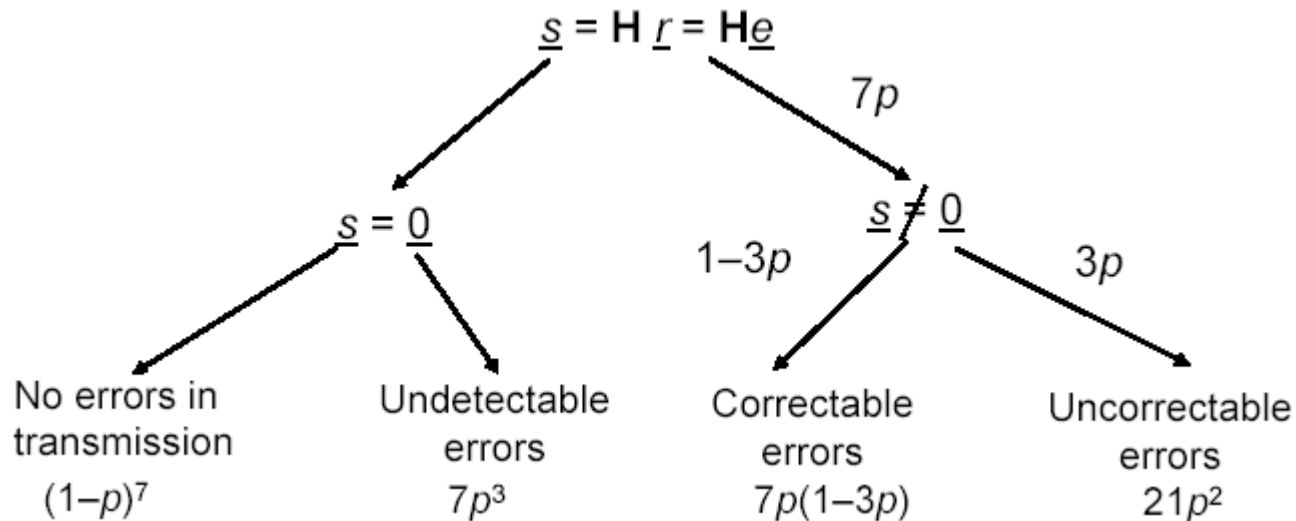 s = H r = He
7p
s = 0
s ≠ 0
1–3p
3p
No errors in
transmission
(1–p)⁷
Undetectable
errors
7p³
Correctable
errors
7p(1–3p)
Uncorrectable
errors
21p²